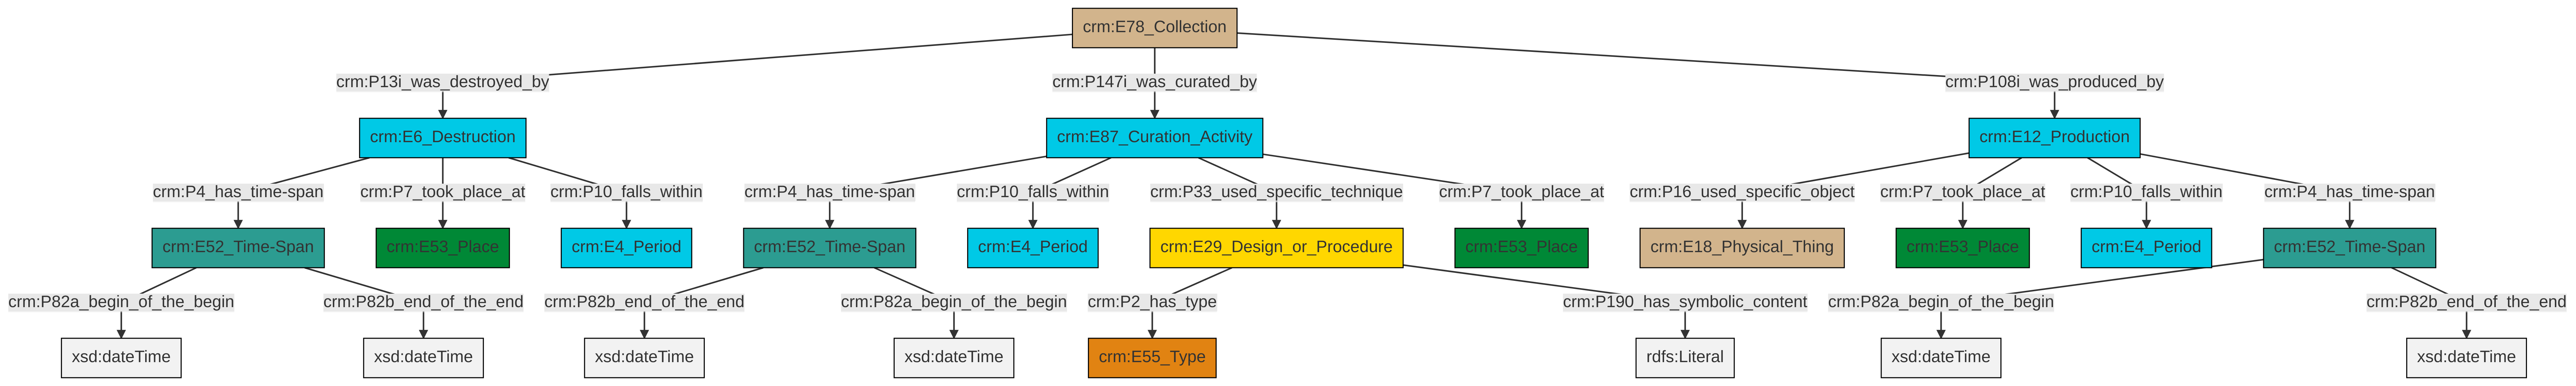 crm:E78_Collection
crm:P13i_was_destroyed_by
crm:P147i_was_curated_by
crm:P108i_was_produced_by
crm:E6_Destruction
crm:E87_Curation_Activity
crm:E12_Production
crm:P4_has_time-span
crm:P7_took_place_at
crm:P10_falls_within
crm:P4_has_time-span
crm:P10_falls_within
crm:P33_used_specific_technique
crm:P7_took_place_at
crm:P16_used_specific_object
crm:P7_took_place_at
crm:P10_falls_within
crm:P4_has_time-span
crm:E52_Time-Span
crm:E53_Place
crm:E4_Period
crm:E52_Time-Span
crm:E4_Period
crm:E29_Design_or_Procedure
crm:E53_Place
crm:E18_Physical_Thing
crm:E53_Place
crm:E4_Period
crm:E52_Time-Span
crm:P82a_begin_of_the_begin
crm:P82b_end_of_the_end
crm:P82b_end_of_the_end
crm:P82a_begin_of_the_begin
crm:P2_has_type
crm:P190_has_symbolic_content
crm:P82a_begin_of_the_begin
crm:P82b_end_of_the_end
xsd:dateTime
xsd:dateTime
xsd:dateTime
xsd:dateTime
crm:E55_Type
rdfs:Literal
xsd:dateTime
xsd:dateTime